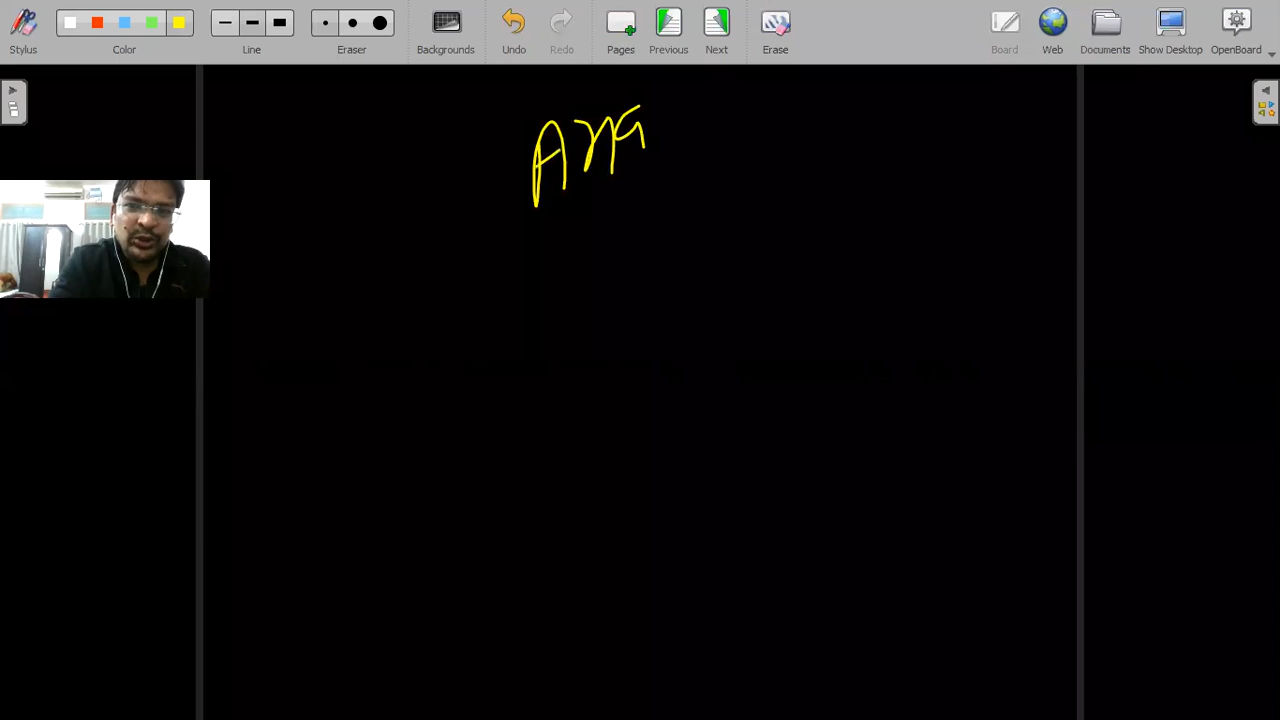 Stylus
Color
Line
Eraser
Backgrounds
Undo
Redo
Pages
Previous
Next
Erase
Board
Web
Documents
Show Desktop
OpenBoard